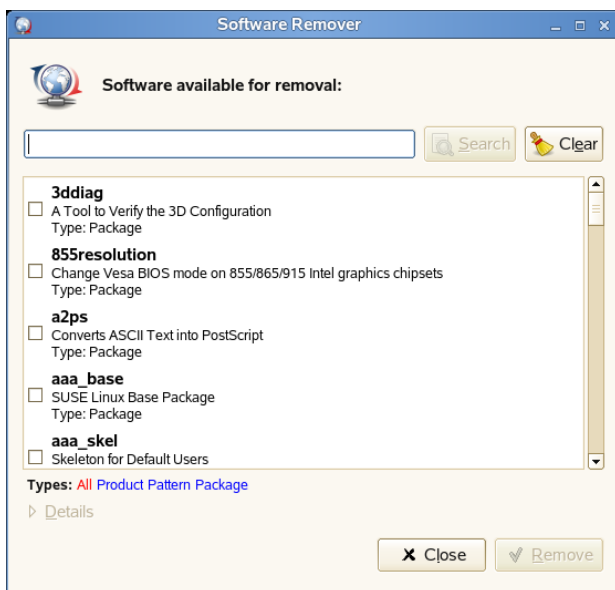 Software Remover
Software available for removal:
Search
Clear
3ddiag
A Tool to Verify the 3D Configuration
Type: Package
855resolution
Change Vesa BIOS mode on 855/865/915 Intel graphics chipsets
Type: Package
a2ps
Converts ASCII Text into PostScript
Type: Package
aaa_base
SUSE Linux Base Package
Type: Package
aaa_skel
Skeleton for Default Users
Types: All Product Pattern Package
Details
Close
Remove